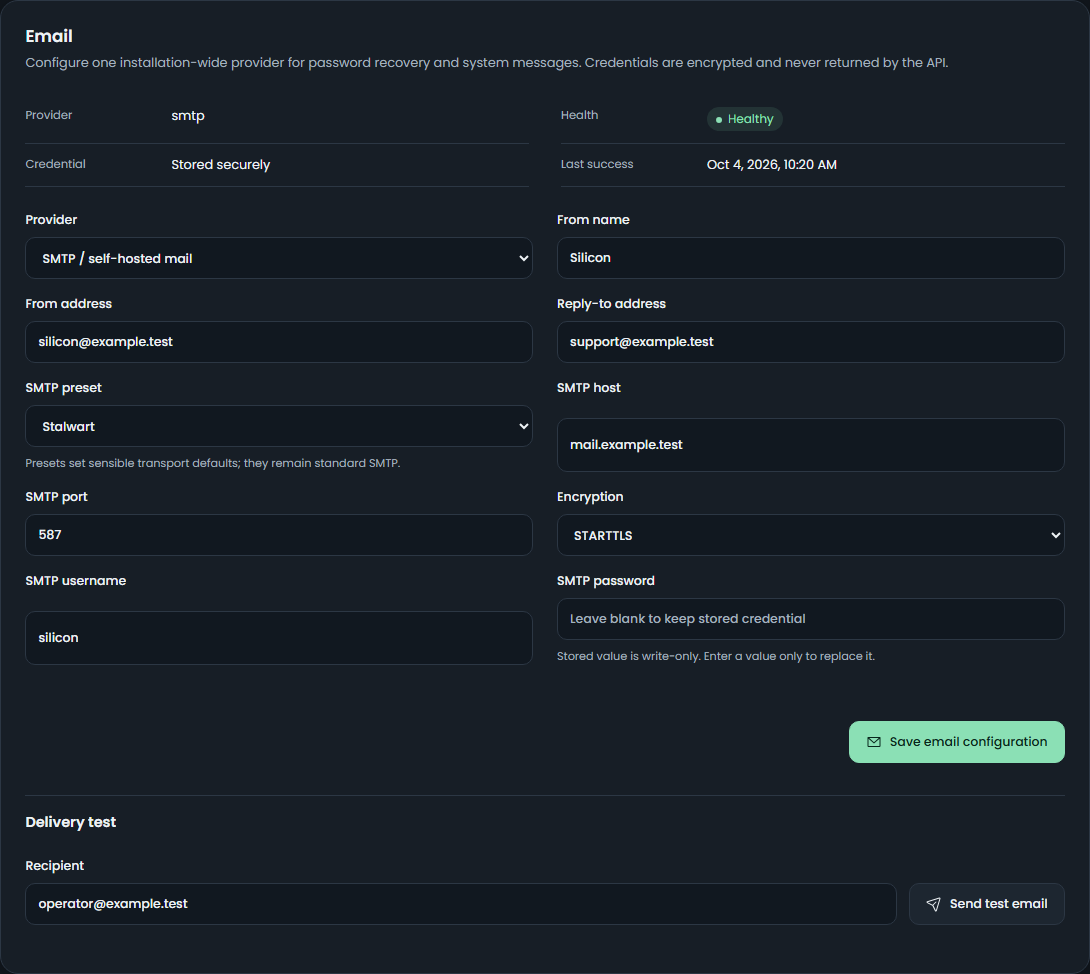 Email
Configure one installation-wide provider for password recovery and system messages. Credentials are encrypted and never returned by the API.
Provider smtp
Health Healthy
Credential Stored securely
Last success Oct 4, 2026, 10:20 AM
Provider
From name
SMTP / self-hosted mail
Silicon
From address
Reply-to address
silicon@example.test
support@example.test
SMTP preset
SMTP host
Stalwart
mail.example.test
Presets set sensible transport defaults; they remain standard SMTP.
SMTP port
Encryption
587
STARTTLS
SMTP username
SMTP password
silicon
Leave blank to keep stored credential
Stored value is write-only. Enter a value only to replace it.
Save email configuration
Delivery test
Recipient
operator@example.test
Send test email